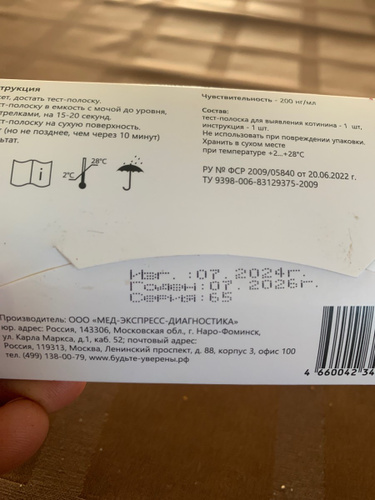 струкция
ет, достать тест-полоску.
ст-полоску в емкость с мочой до уровня,
трелками, на 15-20 секунд.
ст-полоску на сухую поверхность.
(но не позднее, чем через 10 минут)
ьтат.
Чувствительность - 200 нг/мл
Состав:
тест-полоска для выявления котинина - 1 шт,
инструкция - 1 шт.
Не использовать при повреждении упаковки.
Хранить в сухом месте
при температуре +2...+28°C
2°C 28°C
РУ № ФСР 2009/05840 от 20.06.2022 г.
ТУ 9398-006-83129375-2009
Изг. :07.2024г.
Годен:07.2026г.
Серия:65
Производитель: ООО «МЕД-ЭКСПРЕСС-ДИАГНОСТИКА»
юр. адрес: Россия, 143306, Московская обл., г. Наро-Фоминск,
ул. Карла Маркса, д.1, каб. 52; почтовый адрес:
Россия, 119313, Москва, Ленинский проспект, д. 88, корпус 3, офис 100
тел. (499) 138-00-79, www.будьте-уверены.рф
4 660042 34